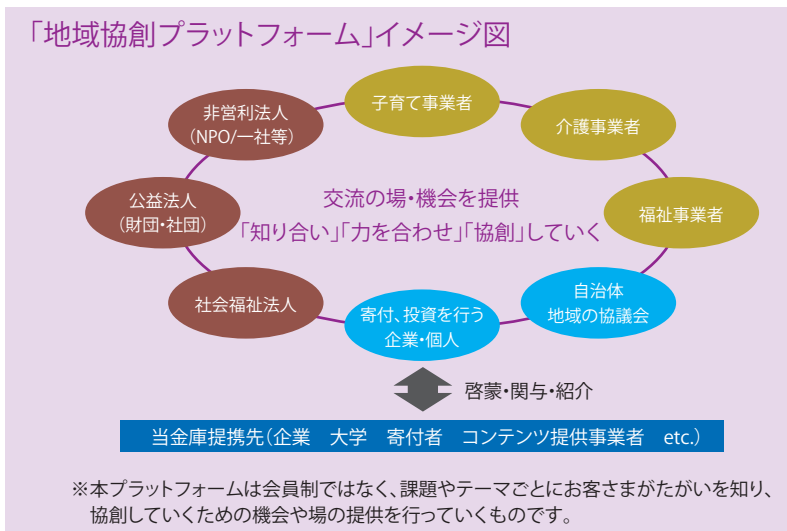 「地域協創プラットフォーム」イメージ図
非営利法人
（NPO/一社等）
子育て事業者
介護事業者
公益法人
（財団・社団）
交流の場・機会を提供
「知り合い」「力を合わせ」「協創」していく
福祉事業者
社会福祉法人
寄付、投資を行う
企業・個人
自治体
地域の協議会
啓蒙・関与・紹介
当金庫提携先（企業　大学　寄付者　コンテンツ提供事業者　etc.）
※本プラットフォームは会員制ではなく、課題やテーマごとにお客さまがたがいを知り、
協創していくための機会や場の提供を行っていくものです。